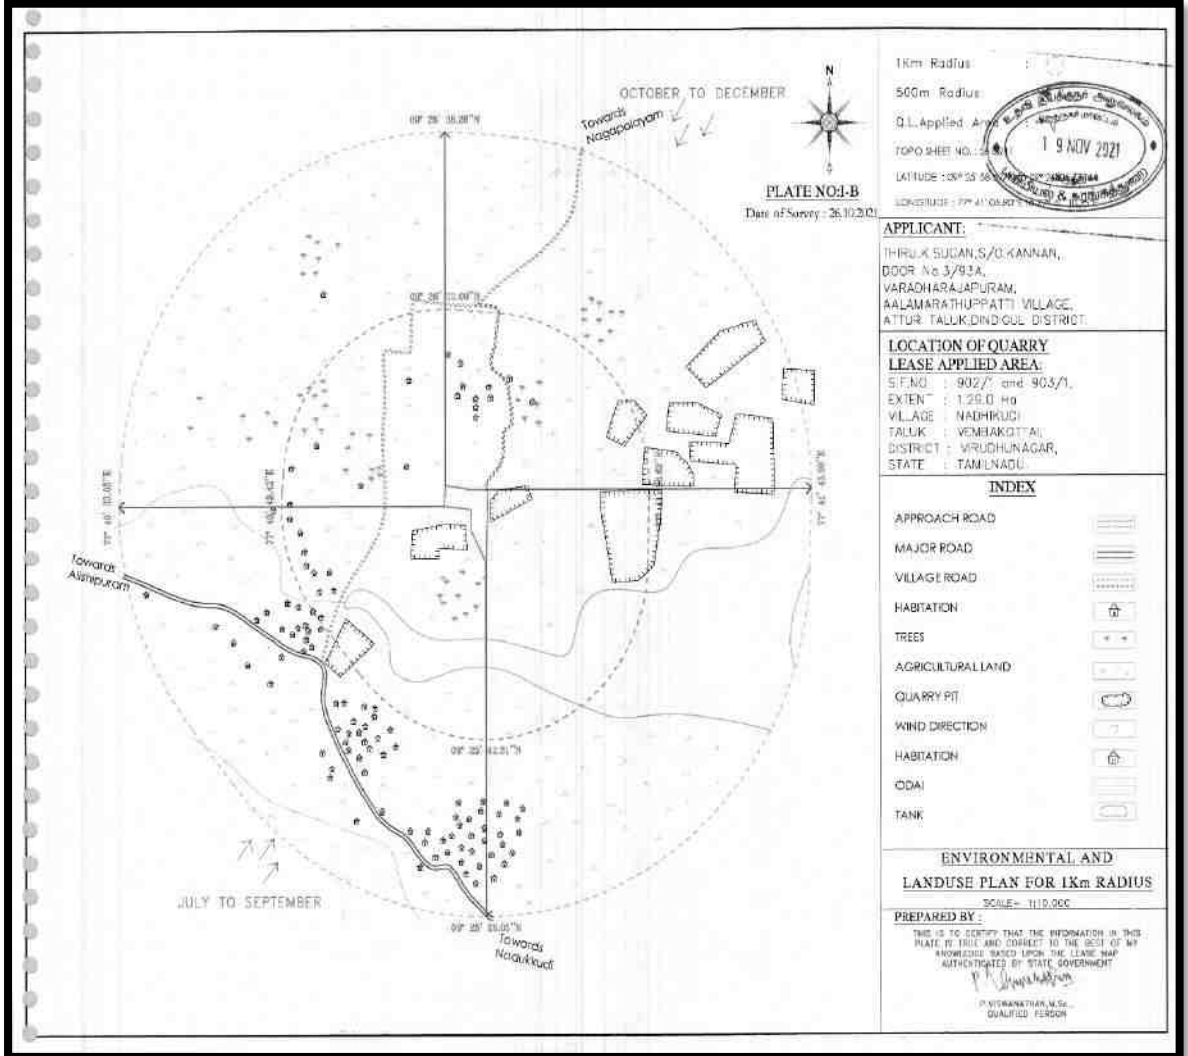 OCTOBER TO DECEMBER
Towards
Nagapalayam
N
PLATE NO:I-B
Date of Survey : 26.10.2021
JULY TO SEPTEMBER
Towards
Alishipuram
Towards
Nadukkudi
1Km Radius :
500m Radius
Q.L.Applied Area :
TOPO SHEET NO. :
LATITUDE :
LONGITUDE :
19 NOV 2021
APPLICANT:
THIRU.K.SUGAN,S/O.KANNAN,
DOOR No.3/93A,
VARADHARAJAPURAM,
AALAMARATHUPPATTI VILLAGE,
ATTUR TALUK,DINDIGUL DISTRICT.
LOCATION OF QUARRY
LEASE APPLIED AREA:
S.F.NO : 902/1 and 903/1,
EXTENT : 1.29.0 Ha
VILLAGE : NADHIKUDI
TALUK : VEMBAKOTTAI,
DISTRICT : VIRUDHUNAGAR,
STATE : TAMILNADU.
INDEX
APPROACH ROAD
MAJOR ROAD
VILLAGE ROAD
HABITATION
TREES
AGRICULTURAL LAND
QUARRY PIT
WIND DIRECTION
HABITATION
ODAI
TANK
ENVIRONMENTAL AND
LANDUSE PLAN FOR 1Km RADIUS
SCALE- 1:10,000
PREPARED BY :
THIS IS TO CERTIFY THAT THE INFORMATION IN THIS
PLATE IS TRUE AND CORRECT TO THE BEST OF MY
KNOWLEDGE BASED UPON THE LEASE MAP
AUTHENTICATED BY STATE GOVERNMENT
P.VISWANATHAN,M.Sc.,
QUALIFIED PERSON